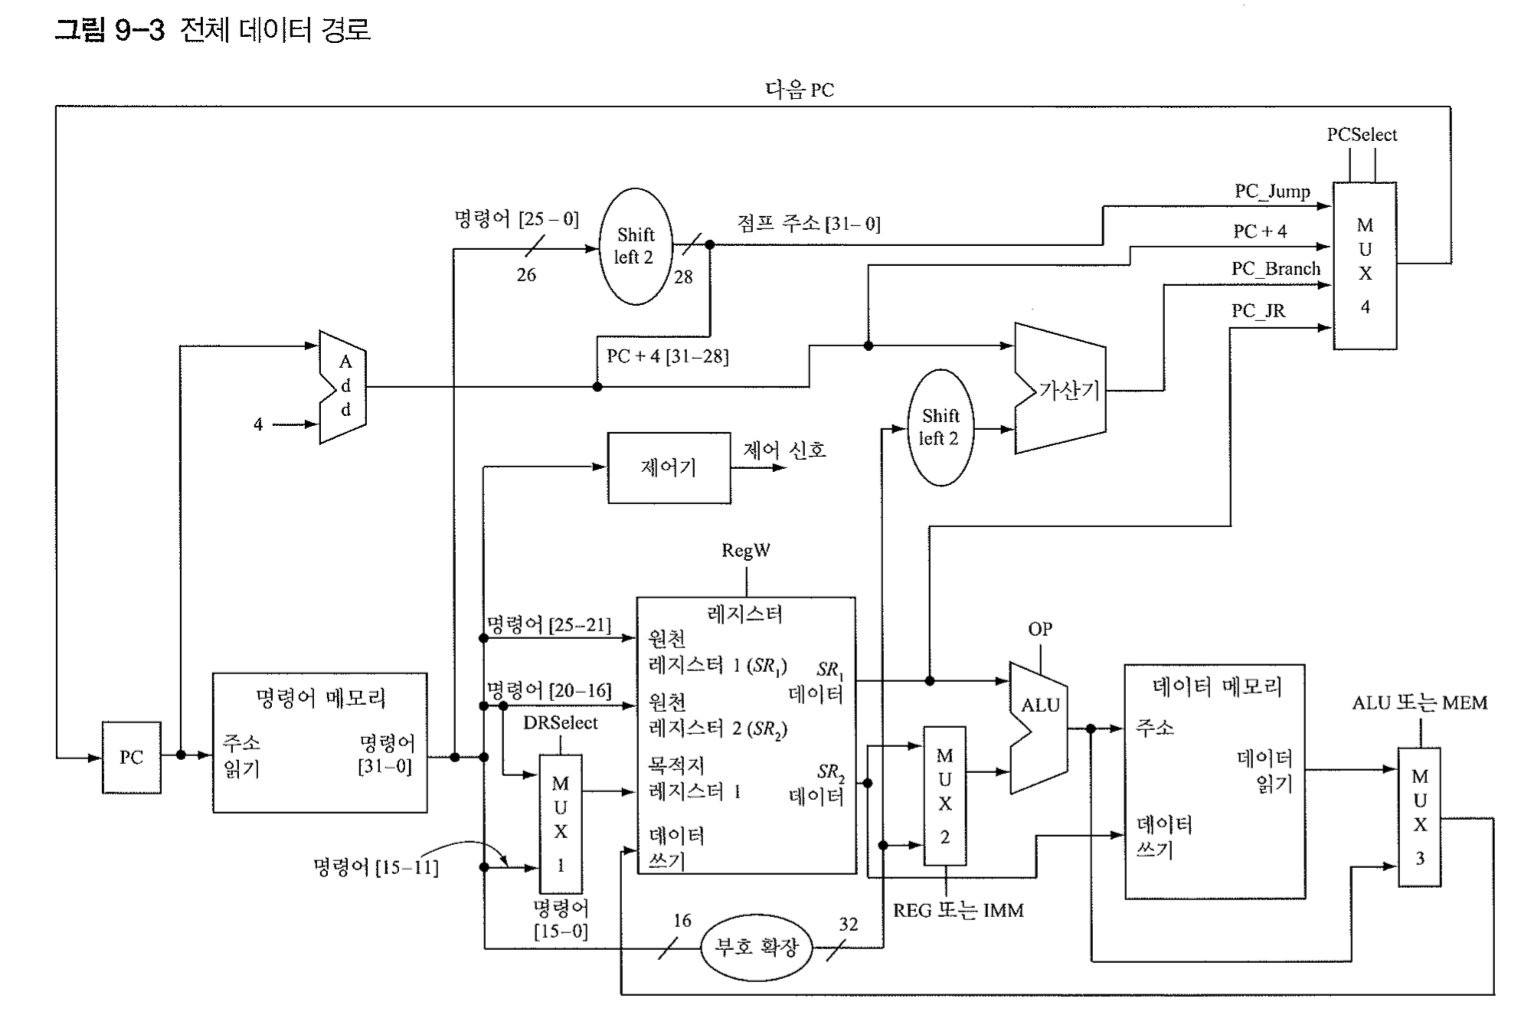 그림 9-3 전체 데이터 경로
다음 PC
PCSelect
PC_Jump
PC + 4
PC_Branch
PC_JR
M
U
X
4
명령어 [25 – 0]
26
Shift
left 2
28
점프 주소 [31– 0]
PC + 4 [31–28]
A
d
d
4
가산기
Shift
left 2
제어기
제어 신호
RegW
레지스터
명령어 [25–21]
원천
레지스터 1 (SR1)
SR1
데이터
명령어 [20–16]
원천
레지스터 2 (SR2)
DRSelect
목적지
레지스터 1
SR2
데이터
데이터
쓰기
M
U
X
1
명령어 [15–11]
명령어
[15–0]
16
부호 확장
32
PC
명령어 메모리
주소
읽기
명령어
[31–0]
M
U
X
2
REG 또는 IMM
OP
ALU
데이터 메모리
주소
데이터
읽기
데이터
쓰기
ALU 또는 MEM
M
U
X
3